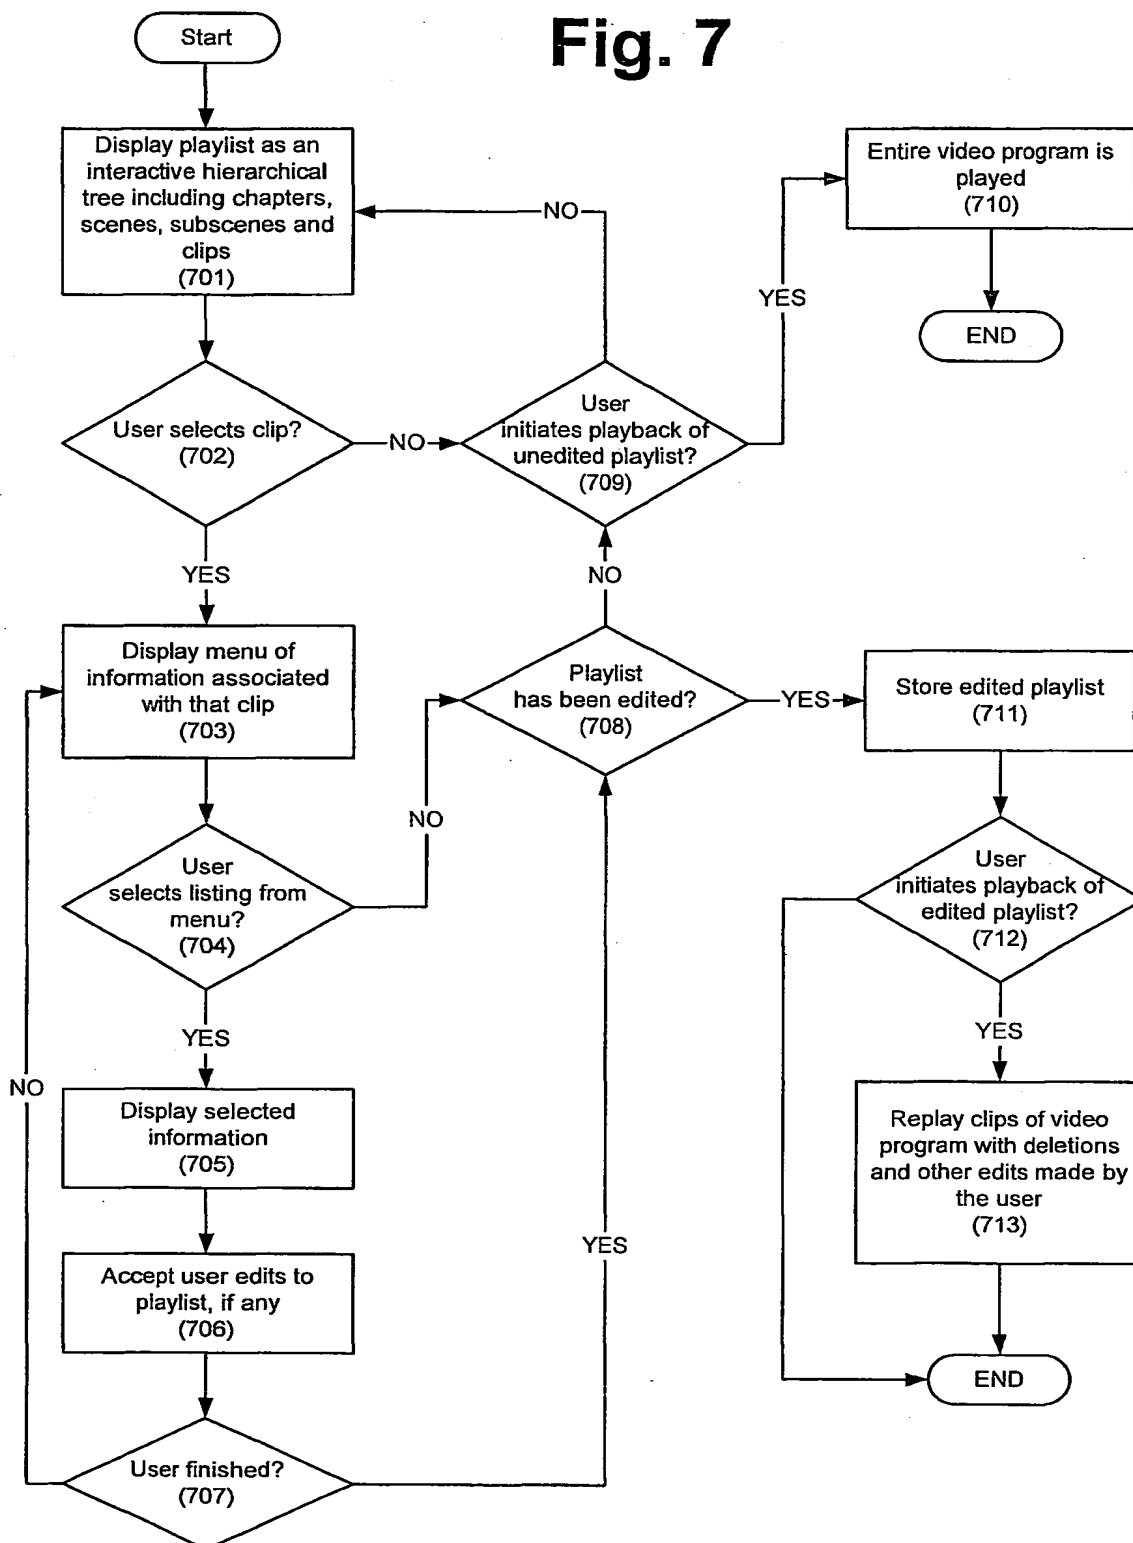 Fig. 7
Start
Display playlist as an
interactive hierarchical
tree including chapters,
scenes, subscenes and
clips
(701)
NO
Entire video program is
played
(710)
YES
END
User selects clip?
(702)
NO
User
initiates playback of
unedited playlist?
(709)
YES
NO
Display menu of
information associated
with that clip
(703)
Playlist
has been edited?
(708)
YES
Store edited playlist
(711)
NO
User
selects listing from
menu?
(704)
User
initiates playback of
edited playlist?
(712)
YES
YES
NO
Display selected
information
(705)
Replay clips of video
program with deletions
and other edits made by
the user
(713)
YES
Accept user edits to
playlist, if any
(706)
END
User finished?
(707)